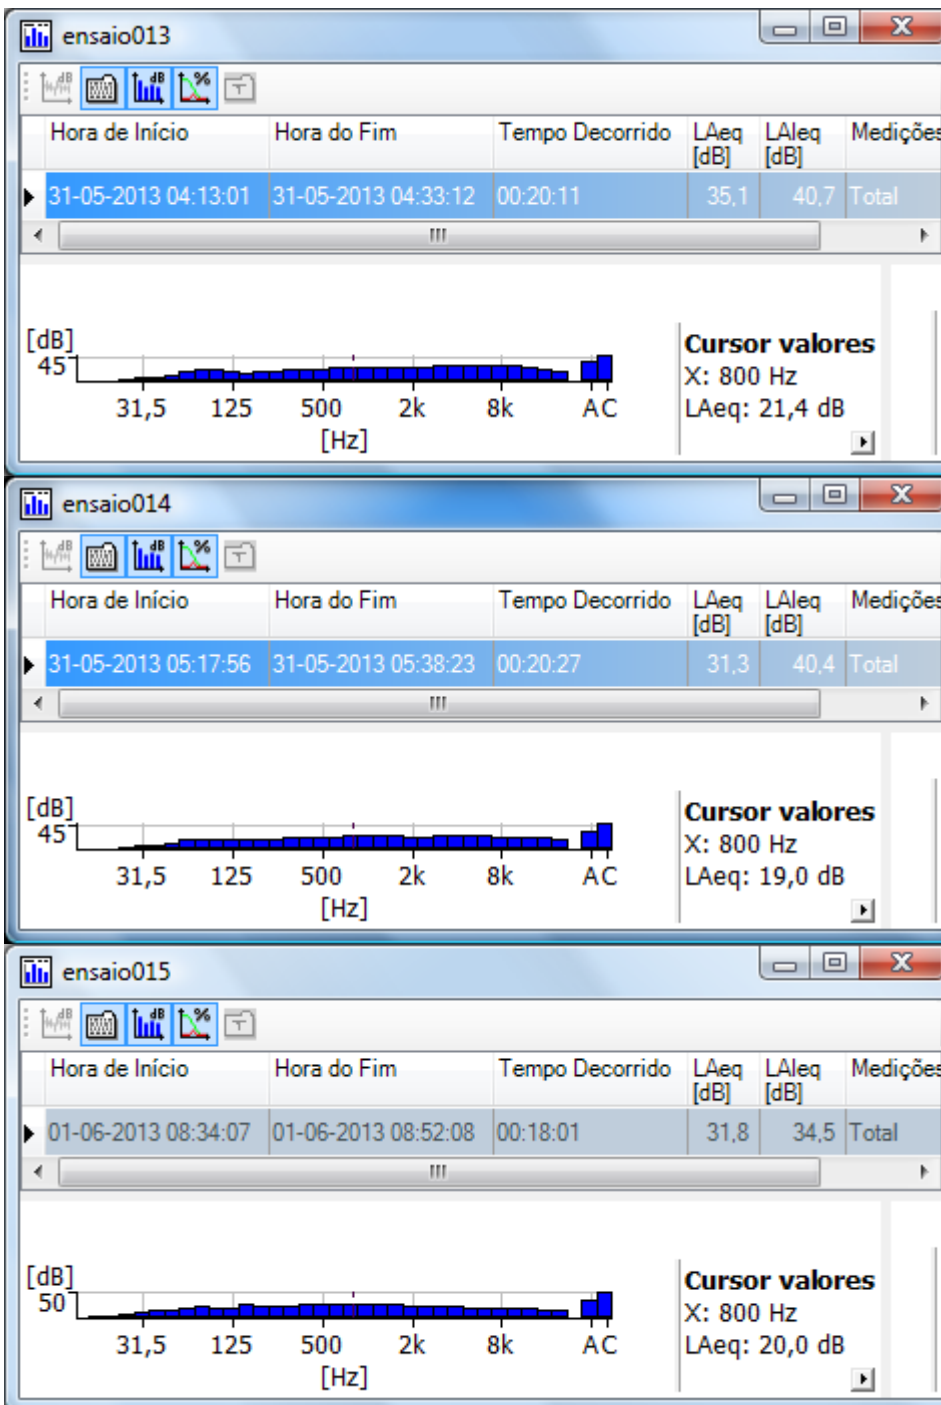 ensaio013
Hora de Início Hora do Fim Tempo Decorrido LAeq [dB] LAIeq [dB] Medições
31-05-2013 04:13:01 31-05-2013 04:33:12 00:20:11 35,1 40,7 Total
[dB]
45
31,5 125 500 2k 8k A C
[Hz]
Cursor valores
X: 800 Hz
LAeq: 21,4 dB
ensaio014
Hora de Início Hora do Fim Tempo Decorrido LAeq [dB] LAIeq [dB] Medições
31-05-2013 05:17:56 31-05-2013 05:38:23 00:20:27 31,3 40,4 Total
[dB]
45
31,5 125 500 2k 8k A C
[Hz]
Cursor valores
X: 800 Hz
LAeq: 19,0 dB
ensaio015
Hora de Início Hora do Fim Tempo Decorrido LAeq [dB] LAIeq [dB] Medições
01-06-2013 08:34:07 01-06-2013 08:52:08 00:18:01 31,8 34,5 Total
[dB]
50
31,5 125 500 2k 8k A C
[Hz]
Cursor valores
X: 800 Hz
LAeq: 20,0 dB